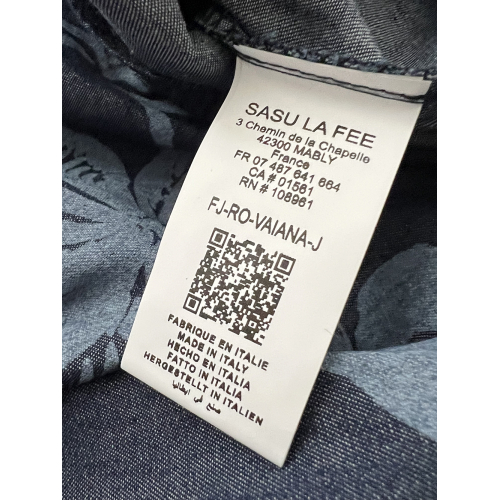 SASU LA FEE
3 Chemin de la Chapelle
42300 MABLY
France
FR 07 487 641 664
CA # 01561
RN # 108961
FJ-RO-VAIANA-J
FABRIQUE EN ITALIE
MADE IN ITALY
HECHO EN ITALIA
FATTO IN ITALIA
HERGESTELLT IN ITALIEN
صنع في ايطاليا